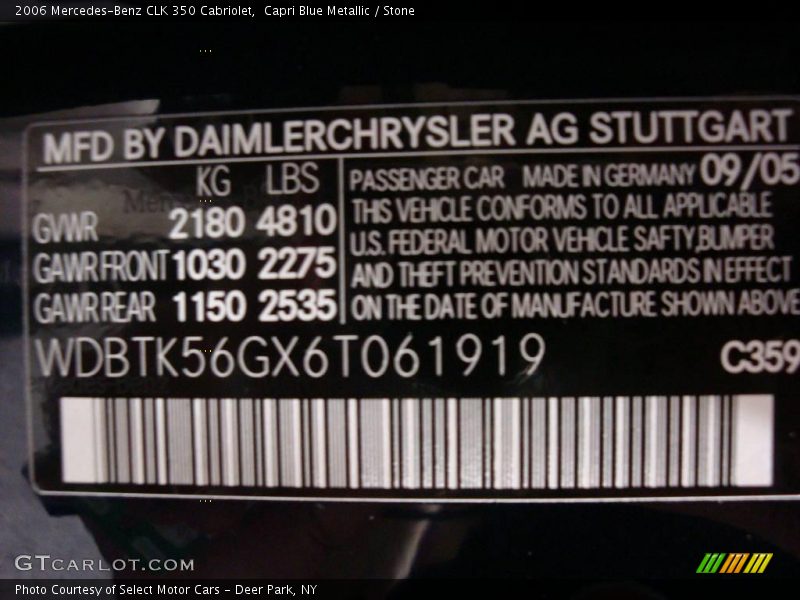 2006 Mercedes-Benz CLK 350 Cabriolet, Capri Blue Metallic / Stone
MFD BY DAIMLERCHRYSLER AG STUTTGART
KG LBS
GVWR 2180 4810
GAWR FRONT 1030 2275
GAWR REAR 1150 2535
PASSENGER CAR MADE IN GERMANY 09/05
THIS VEHICLE CONFORMS TO ALL APPLICABLE
U.S. FEDERAL MOTOR VEHICLE SAFTY, BUMPER
AND THEFT PREVENTION STANDARDS IN EFFECT
ON THE DATE OF MANUFACTURE SHOWN ABOVE
WDBTK56GX6T061919 C359
GTCARLOT.COM
Photo Courtesy of Select Motor Cars - Deer Park, NY